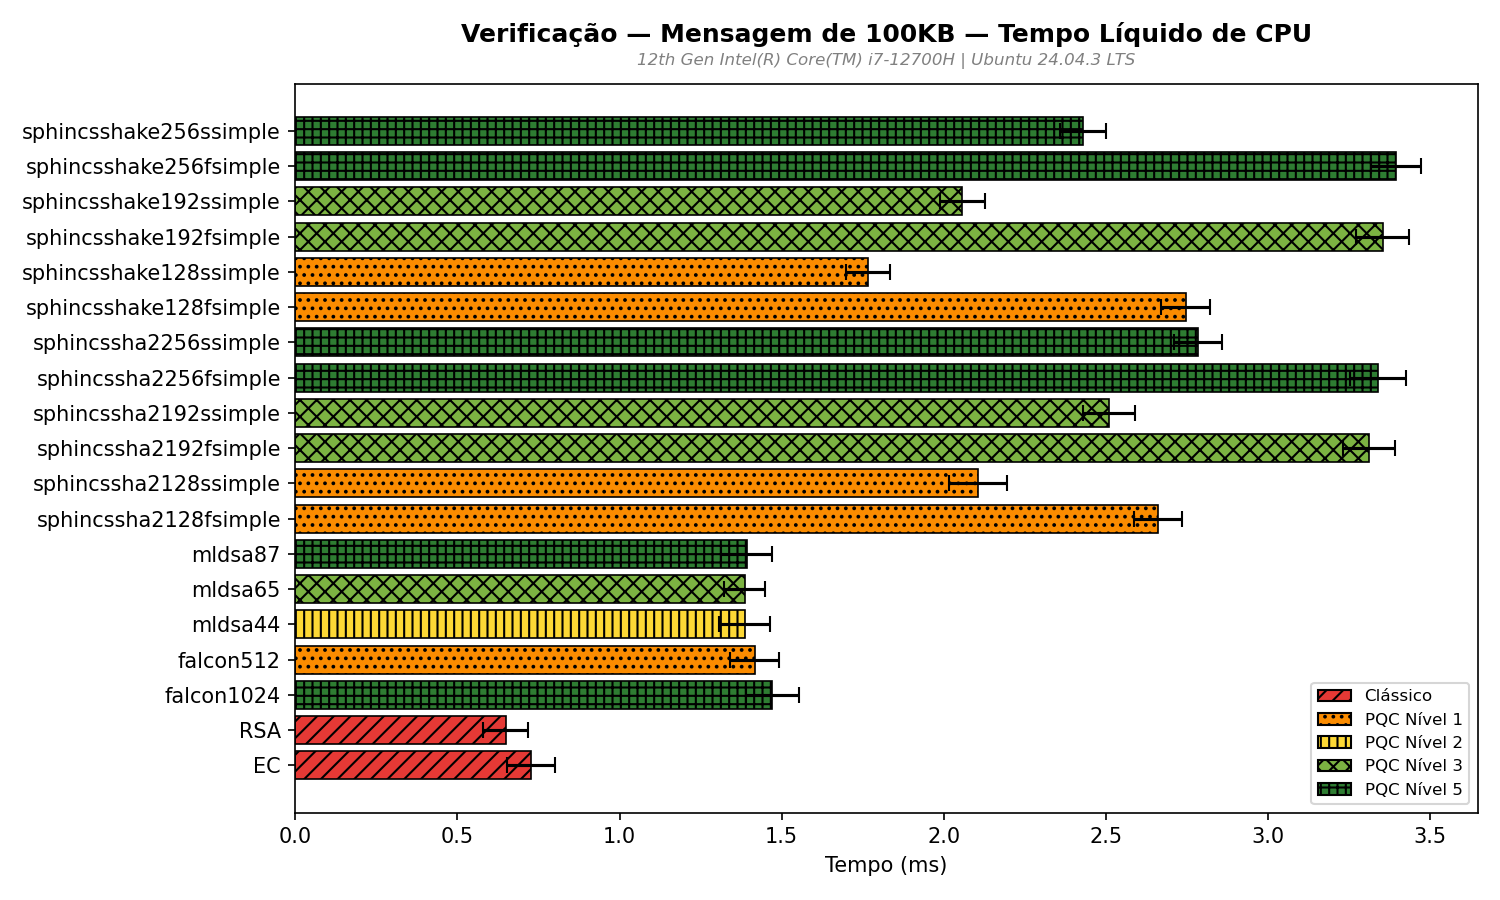 Verificação — Mensagem de 100KB — Tempo Líquido de CPU
12th Gen Intel(R) Core(TM) i7-12700H | Ubuntu 24.04.3 LTS
sphincsshake256ssimple
sphincsshake256fsimple
sphincsshake192ssimple
sphincsshake192fsimple
sphincsshake128ssimple
sphincsshake128fsimple
sphincssha2256ssimple
sphincssha2256fsimple
sphincssha2192ssimple
sphincssha2192fsimple
sphincssha2128ssimple
sphincssha2128fsimple
mldsa87
mldsa65
mldsa44
falcon512
falcon1024
RSA
EC
Clássico
PQC Nível 1
PQC Nível 2
PQC Nível 3
PQC Nível 5
0.0 0.5 1.0 1.5 2.0 2.5 3.0 3.5
Tempo (ms)